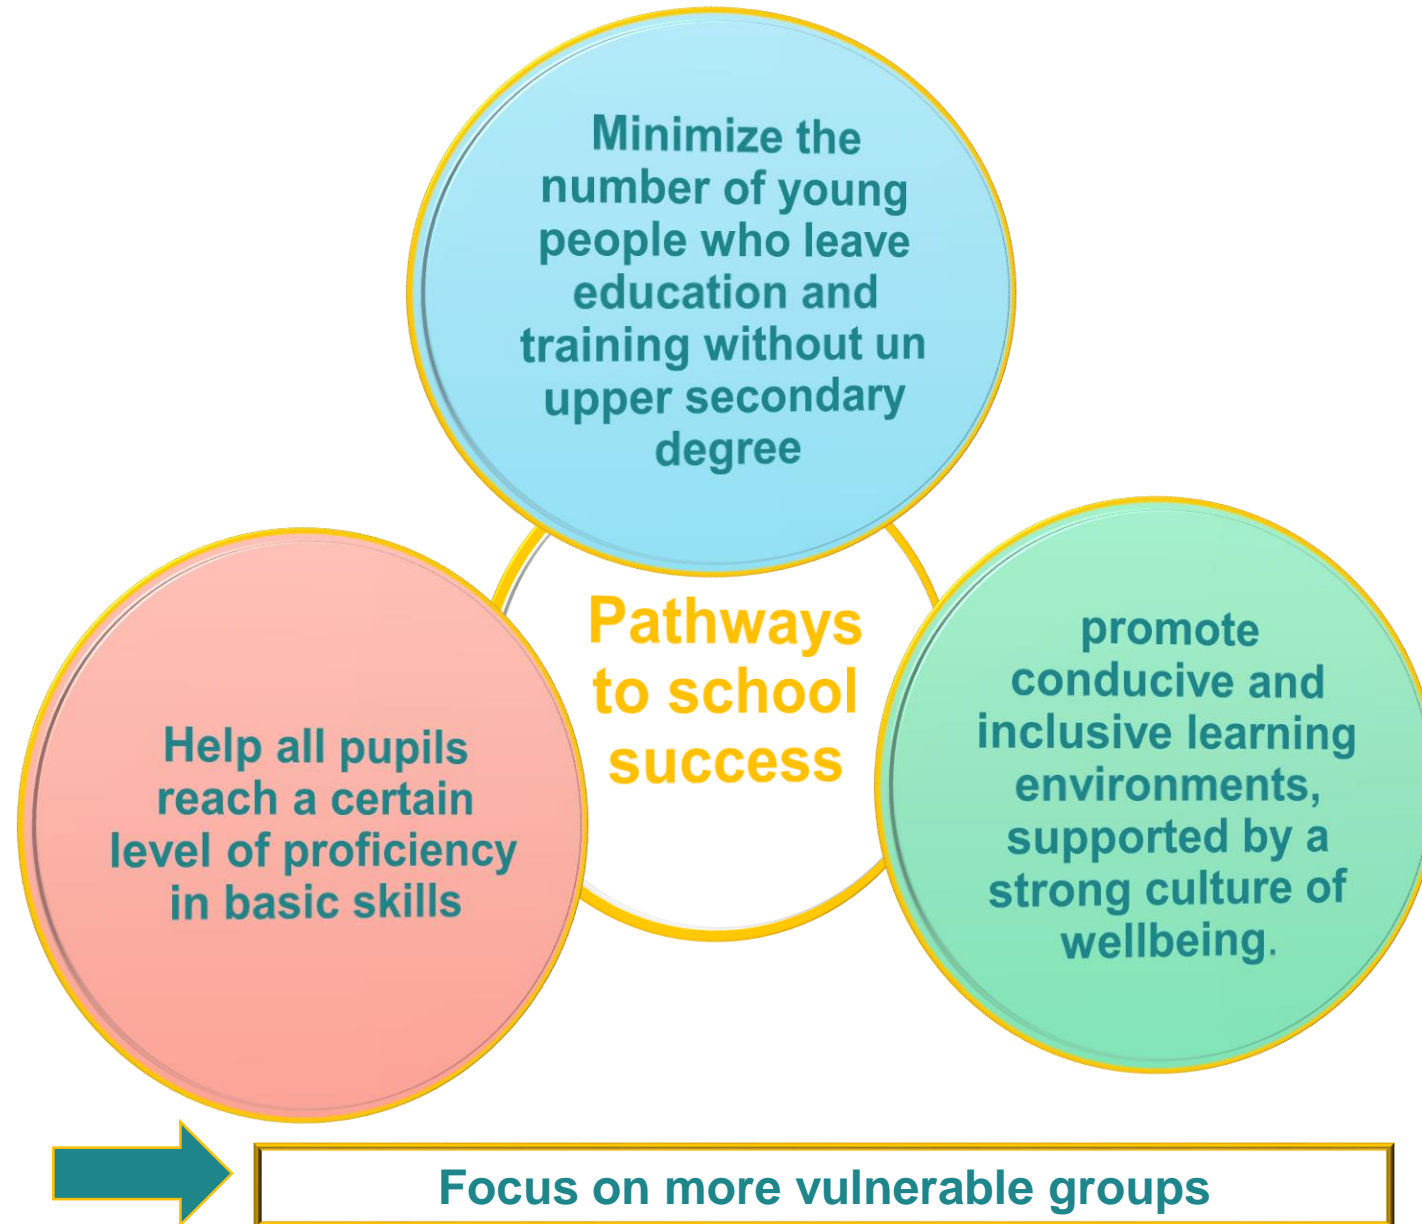 Minimize the
number of young
people who leave
education and
training without un
upper secondary
degree
Pathways
to school
success
Help all pupils
reach a certain
level of proficiency
in basic skills
promote
conducive and
inclusive learning
environments,
supported by a
strong culture of
wellbeing.
Focus on more vulnerable groups